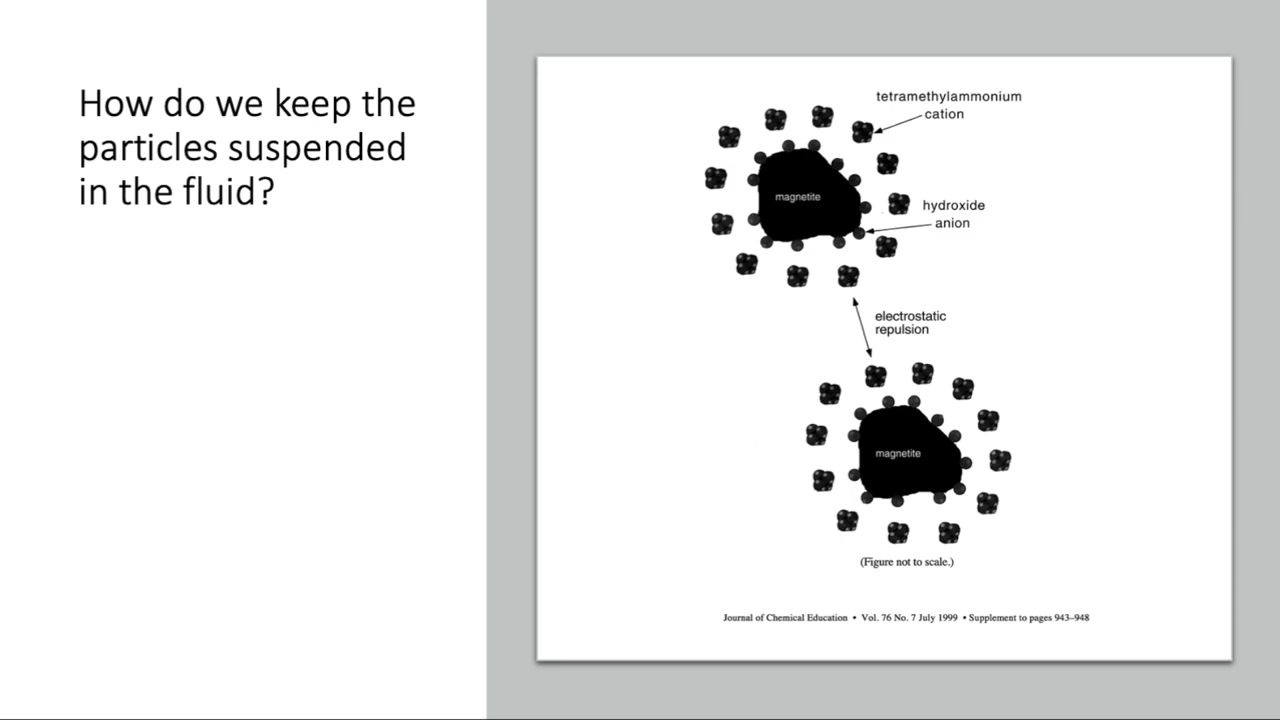 How do we keep the
particles suspended
in the fluid?
tetramethylammonium
cation
magnetite
hydroxide
anion
electrostatic
repulsion
magnetite
(Figure not to scale.)
Journal of Chemical Education • Vol. 76 No. 7 July 1999 • Supplement to pages 943–948